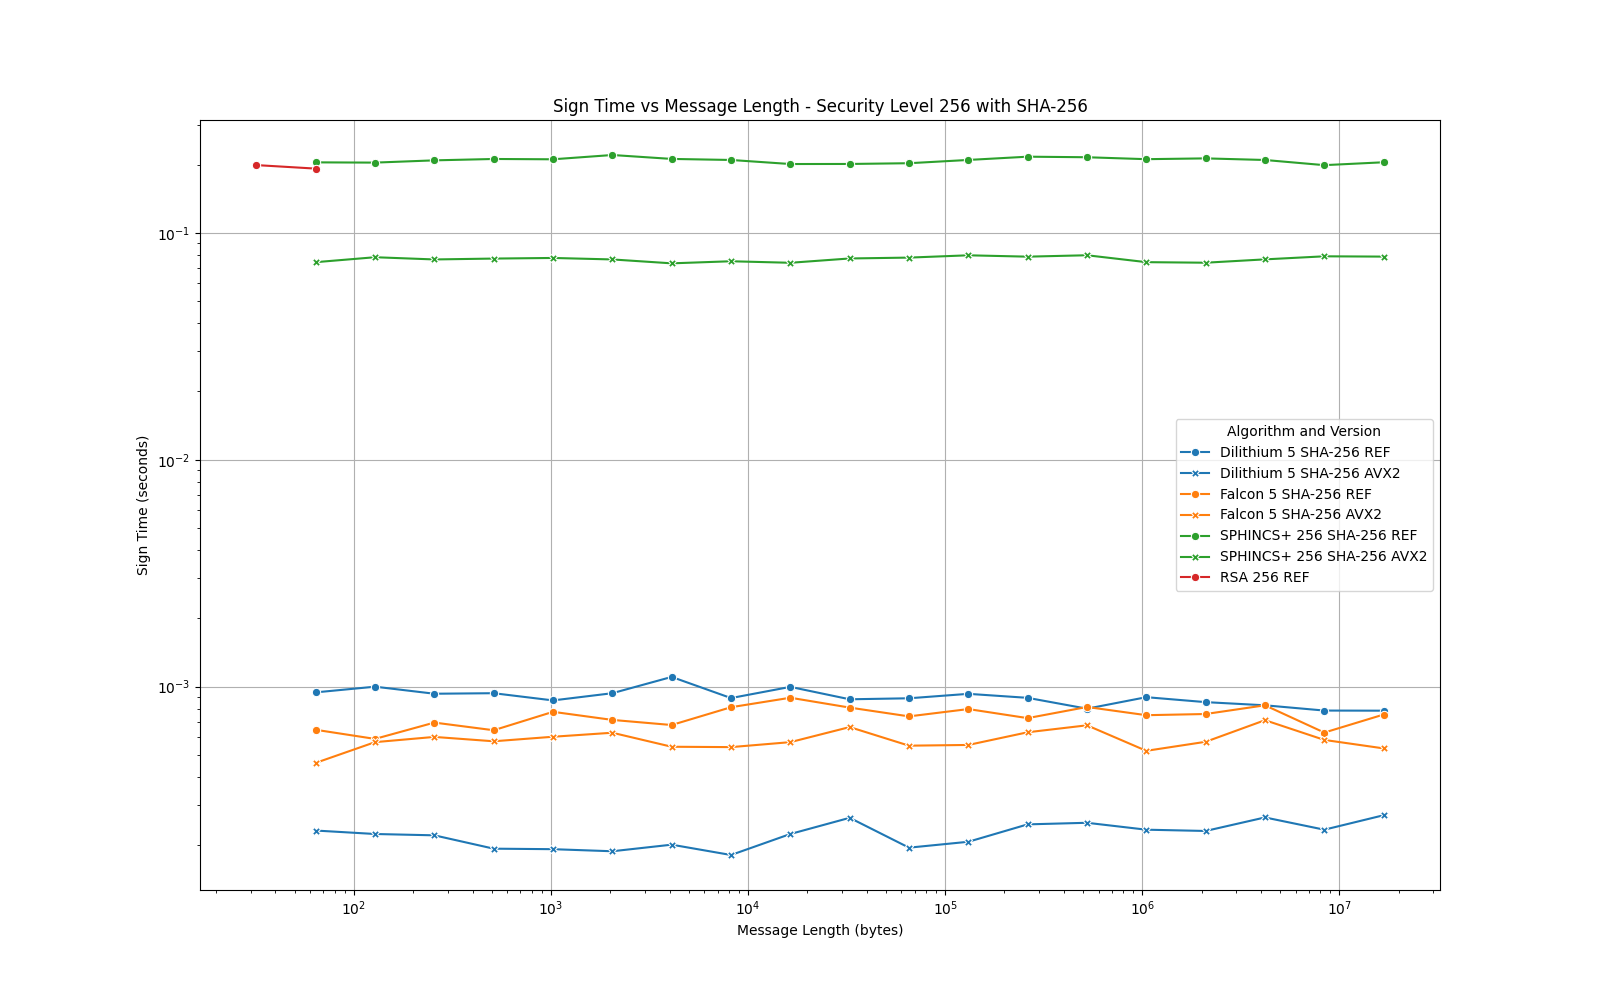 Sign Time vs Message Length - Security Level 256 with SHA-256
Sign Time (seconds)
10⁻¹
10⁻²
10⁻³
Algorithm and Version
Dilithium 5 SHA-256 REF
Dilithium 5 SHA-256 AVX2
Falcon 5 SHA-256 REF
Falcon 5 SHA-256 AVX2
SPHINCS+ 256 SHA-256 REF
SPHINCS+ 256 SHA-256 AVX2
RSA 256 REF
10² 10³ 10⁴ 10⁵ 10⁶ 10⁷
Message Length (bytes)